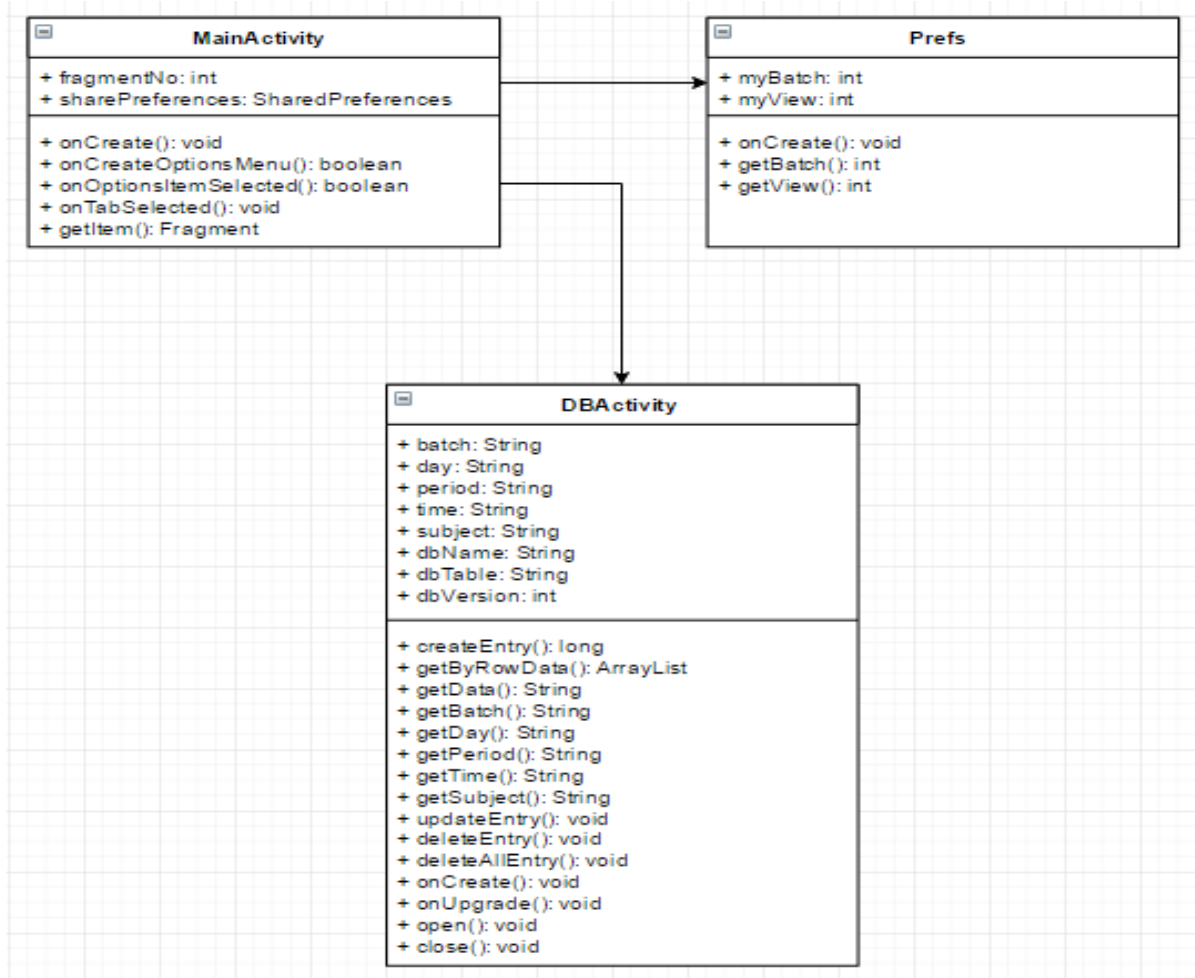 MainActivity
+ fragmentNo: int
+ sharePreferences: SharedPreferences
+ onCreate(): void
+ onCreateOptionsMenu(): boolean
+ onOptionsItemSelected(): boolean
+ onTabSelected(): void
+ getItem(): Fragment
Prefs
+ myBatch: int
+ myView: int
+ onCreate(): void
+ getBatch(): int
+ getView(): int
DBActivity
+ batch: String
+ day: String
+ period: String
+ time: String
+ subject: String
+ dbName: String
+ dbTable: String
+ dbVersion: int
+ createEntry(): long
+ getByRowData(): ArrayList
+ getData(): String
+ getBatch(): String
+ getDay(): String
+ getPeriod(): String
+ getTime(): String
+ getSubject(): String
+ updateEntry(): void
+ deleteEntry(): void
+ deleteAllEntry(): void
+ onCreate(): void
+ onUpgrade(): void
+ open(): void
+ close(): void